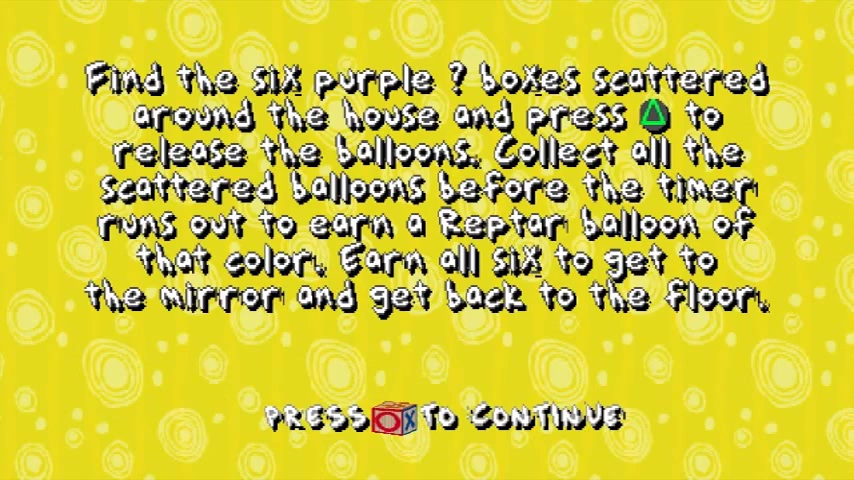 Find the six purple ? boxes scattered
around the house and press △ to
release the balloons. Collect all the
scattered balloons before the timer
runs out to earn a Reptar balloon of
that color. Earn all six to get to
the mirror and get back to the floor.
PRESS X TO CONTINUE